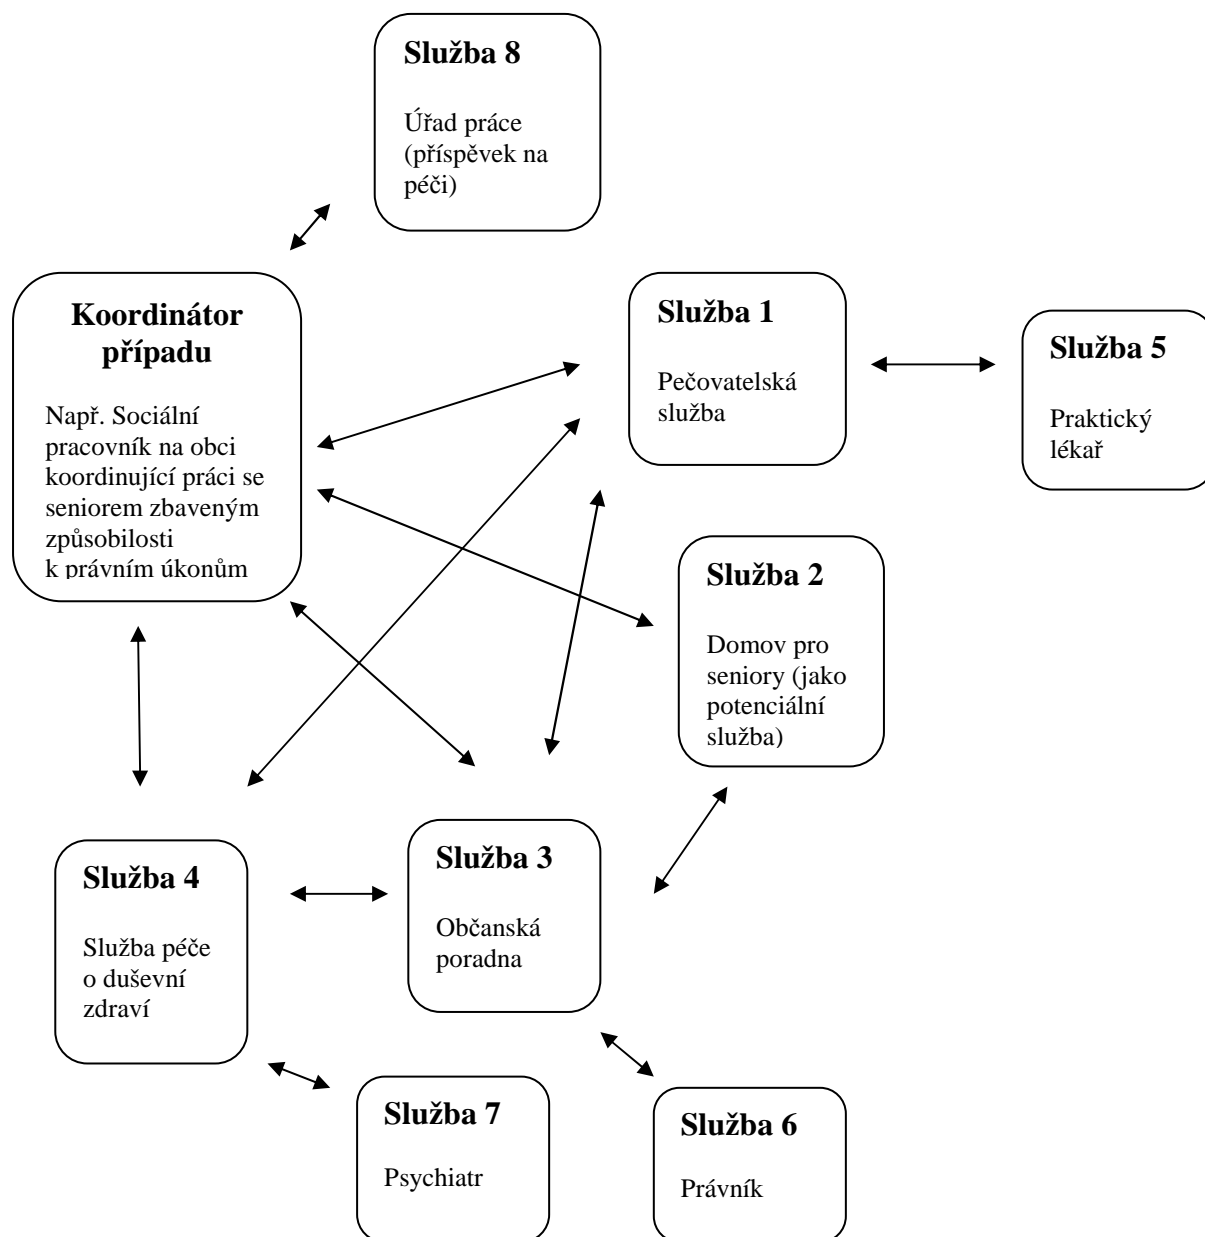 Služba 8
Úřad práce
(příspěvek na
péči)
Koordinátor
případu
Např. Sociální
pracovník na obci
koordinující práci se
seniorem zbaveným
způsobilosti
k právním úkonům
Služba 1
Pečovatelská
služba
Služba 5
Praktický
lékař
Služba 2
Domov pro
seniory (jako
potenciální
služba)
Služba 3
Občanská
poradna
Služba 4
Služba péče
o duševní
zdraví
Služba 7
Psychiatr
Služba 6
Právník